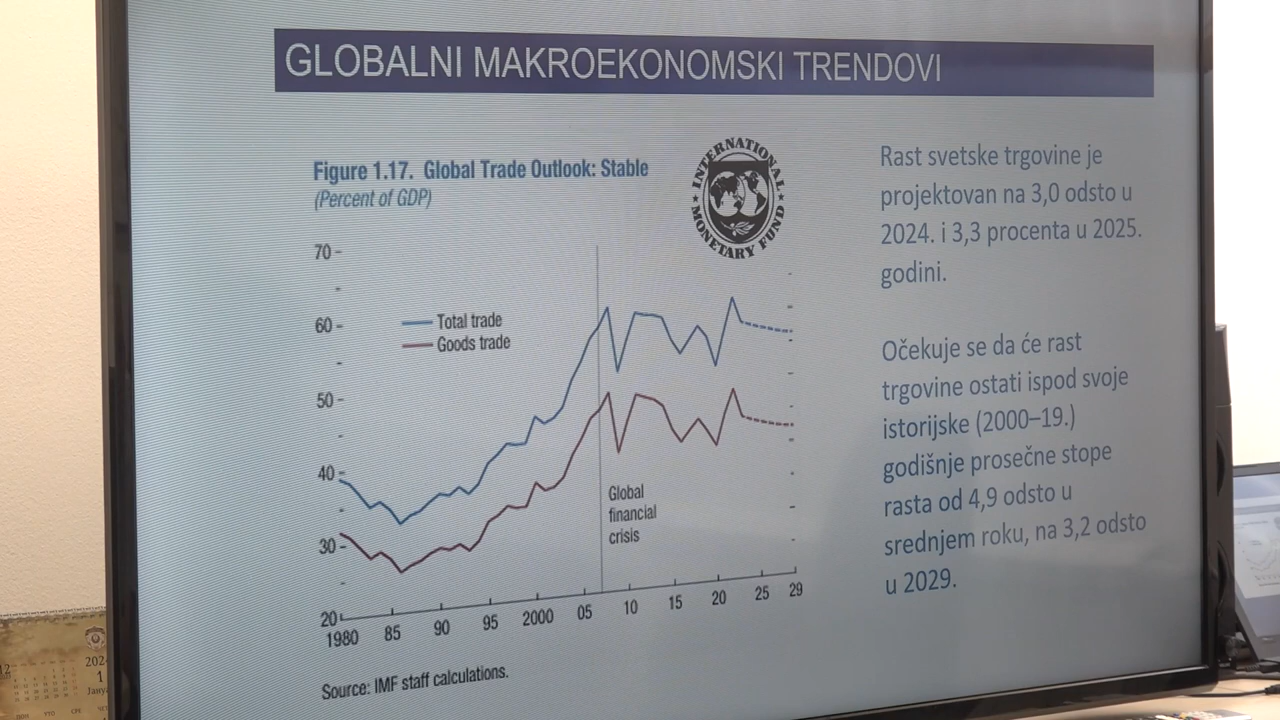 GLOBALNI MAKROEKONOMSKI TRENDOVI
Figure 1.17. Global Trade Outlook: Stable
(Percent of GDP)
INTERNATIONAL
MONETARY FUND
70
60
50
40
30
20
Total trade
Goods trade
Global
financial
crisis
1980 85 90 95 2000 05 10 15 20 25 29
Source: IMF staff calculations.
Rast svetske trgovine je
projektovan na 3,0 odsto u
2024. i 3,3 procenta u 2025.
godini.
Očekuje se da će rast
trgovine ostati ispod svoje
istorijske (2000–19.)
godišnje prosečne stope
rasta od 4,9 odsto u
srednjem roku, na 3,2 odsto
u 2029.
12
202
1